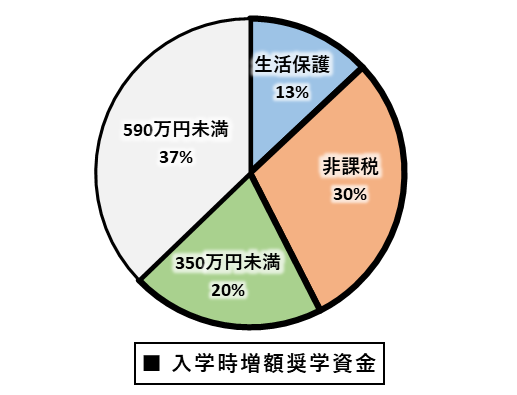 生活保護
13%
非課税
30%
350万円未満
20%
590万円未満
37%
■ 入学時増額奨学資金